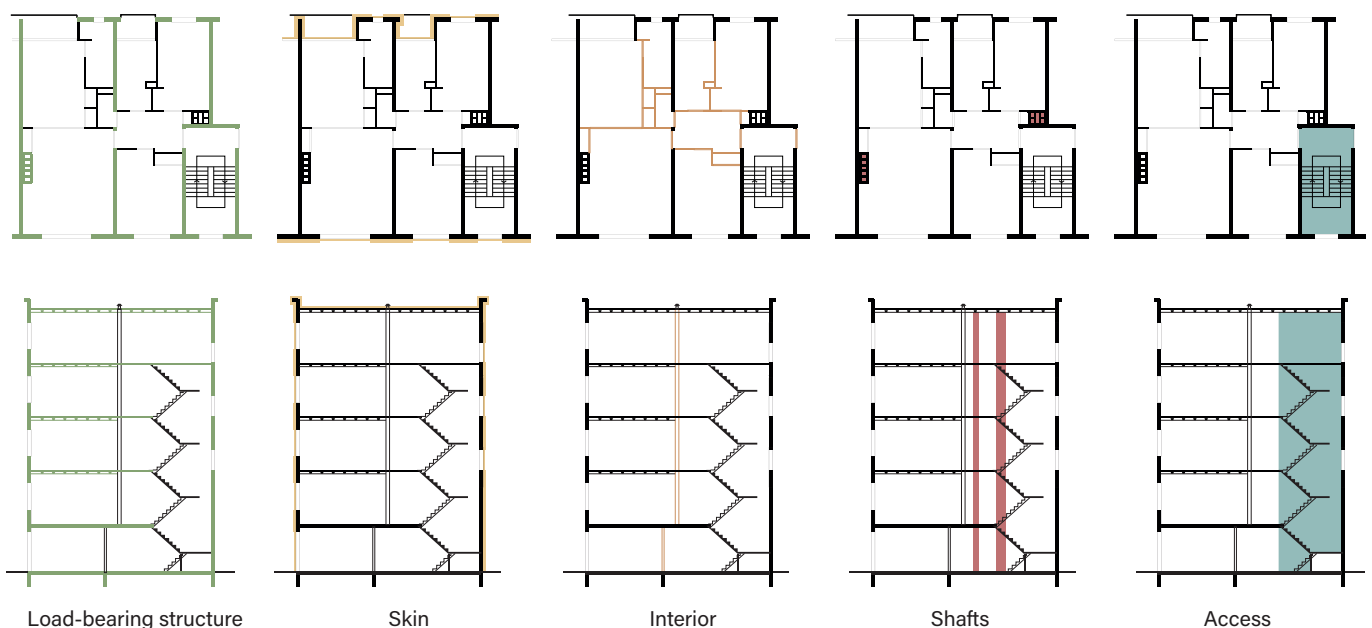 Load-bearing structure
Skin
Interior
Shafts
Access